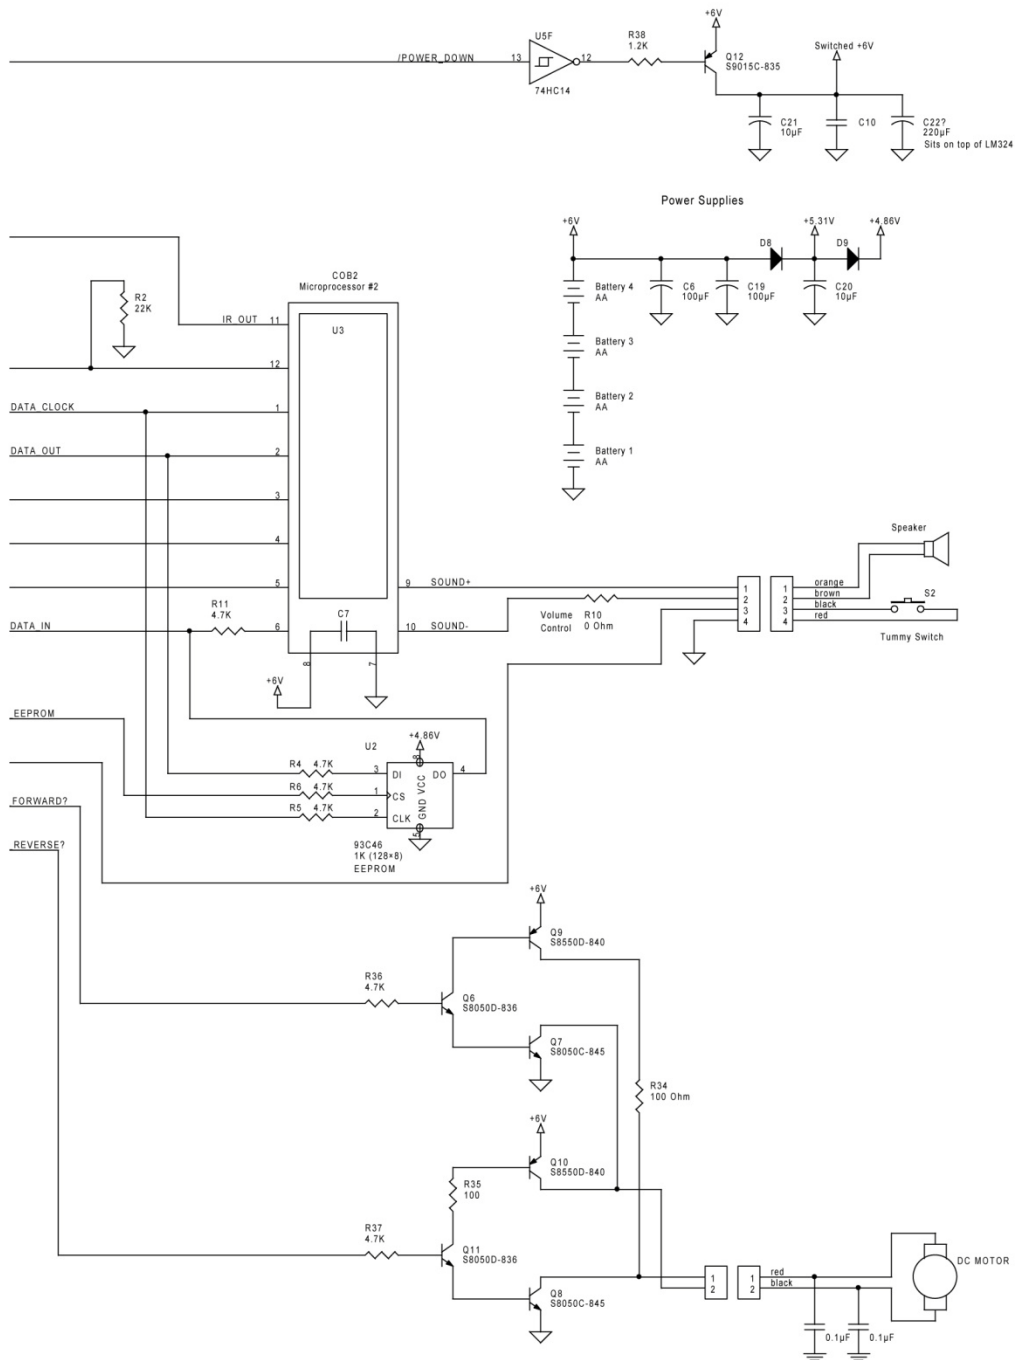 +6V
U5F
R38
1.2K
Switched +6V
/POWER_DOWN
13
12
Q12
S9015C-835
74HC14
C21
10µF
C10
C22?
220µF
Sits on top of LM324
Power Supplies
+6V
+5.31V
+4.86V
D8
D9
COB2
Microprocessor #2
R2
22K
Battery 4
AA
C6
100µF
C19
100µF
C20
10µF
IR_OUT
11
U3
Battery 3
AA
12
Battery 2
AA
DATA_CLOCK
1
DATA_OUT
2
Battery 1
AA
3
4
Speaker
5
9
SOUND+
1
1
orange
R11
4.7K
C7
2
2
brown
S2
3
3
black
DATA_IN
6
10
SOUND-
Volume
Control
R10
0 Ohm
4
4
red
Tummy Switch
8
7
+6V
EEPROM
U2
+4.86V
8
R4
4.7K
3
DI
DO
4
R6
4.7K
1
CS
GND
VCC
FORWARD?
R5
4.7K
2
CLK
5
REVERSE?
93C46
1K (128×8)
EEPROM
+6V
Q9
S8550D-840
R36
4.7K
Q6
S8050D-836
Q7
S8050C-845
R34
100 Ohm
+6V
Q10
S8550D-840
R35
100
R37
4.7K
Q11
S8050D-836
DC MOTOR
1
1
red
2
2
black
Q8
S8050C-845
0.1µF
0.1µF